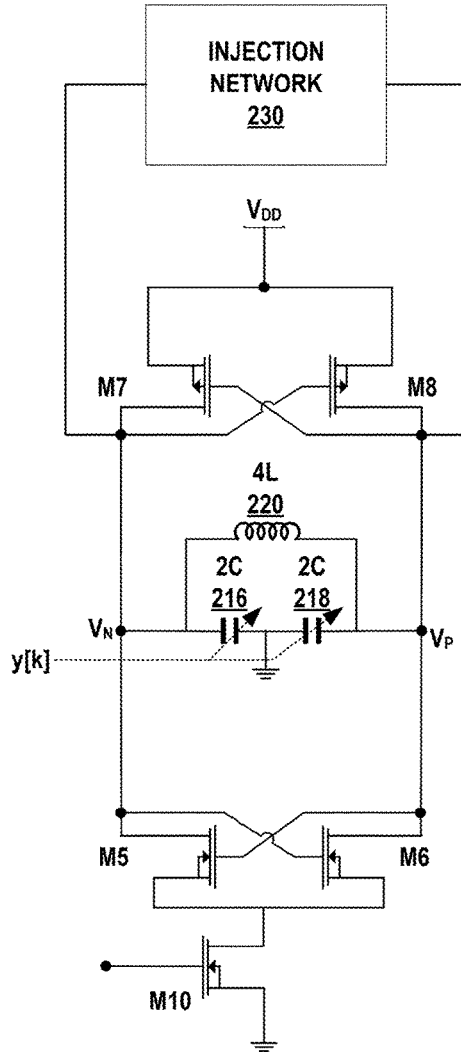 INJECTION
NETWORK
230
VDD
M7
M8
4L
220
2C
2C
216
218
VN
VP
y[k]
M5
M6
M10